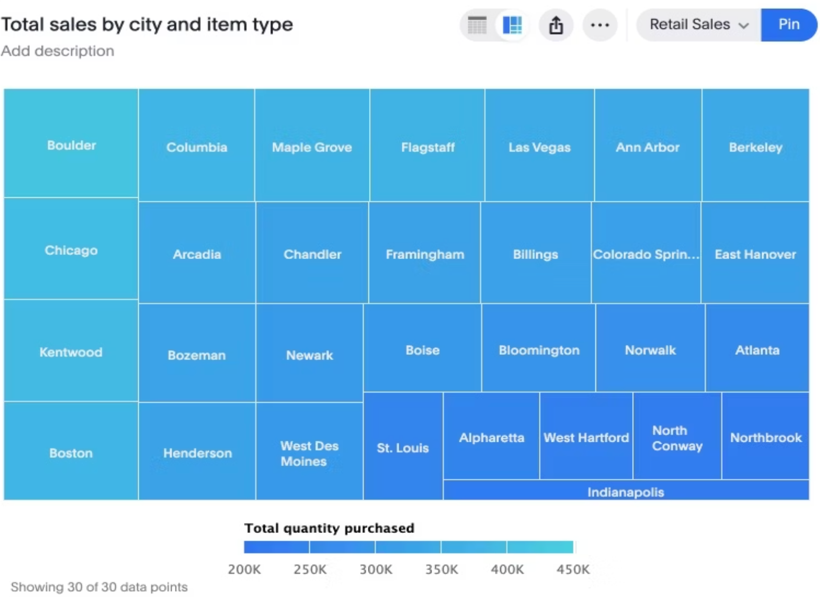 Total sales by city and item type
Add description
Retail Sales
Pin
Boulder
Columbia
Maple Grove
Flagstaff
Las Vegas
Ann Arbor
Berkeley
Chicago
Arcadia
Chandler
Framingham
Billings
Colorado Sprin...
East Hanover
Kentwood
Bozeman
Newark
Boise
Bloomington
Norwalk
Atlanta
Boston
Henderson
West Des
Moines
St. Louis
Alpharetta
West Hartford
North
Conway
Northbrook
Indianapolis
Total quantity purchased
200K 250K 300K 350K 400K 450K
Showing 30 of 30 data points